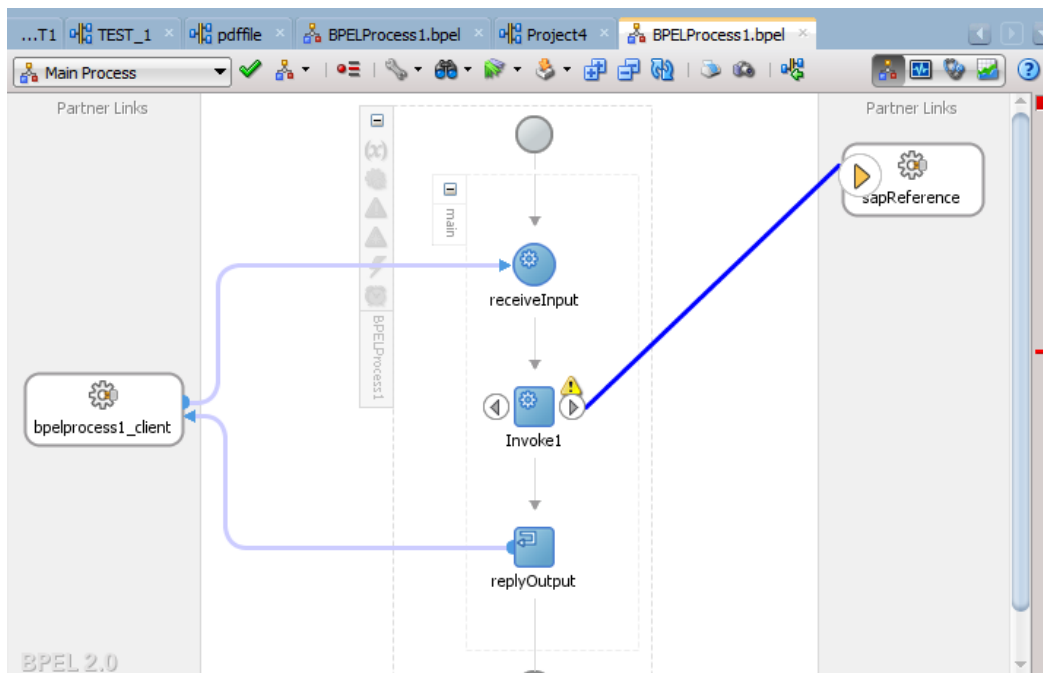 ...T1 TEST_1 pdffile BPELProcess1.bpel Project4 BPELProcess1.bpel
Main Process
Partner Links
Partner Links
(x)
main
sapReference
receiveInput
BPELProcess1
bpelprocess1_client
Invoke1
replyOutput
BPEL 2.0